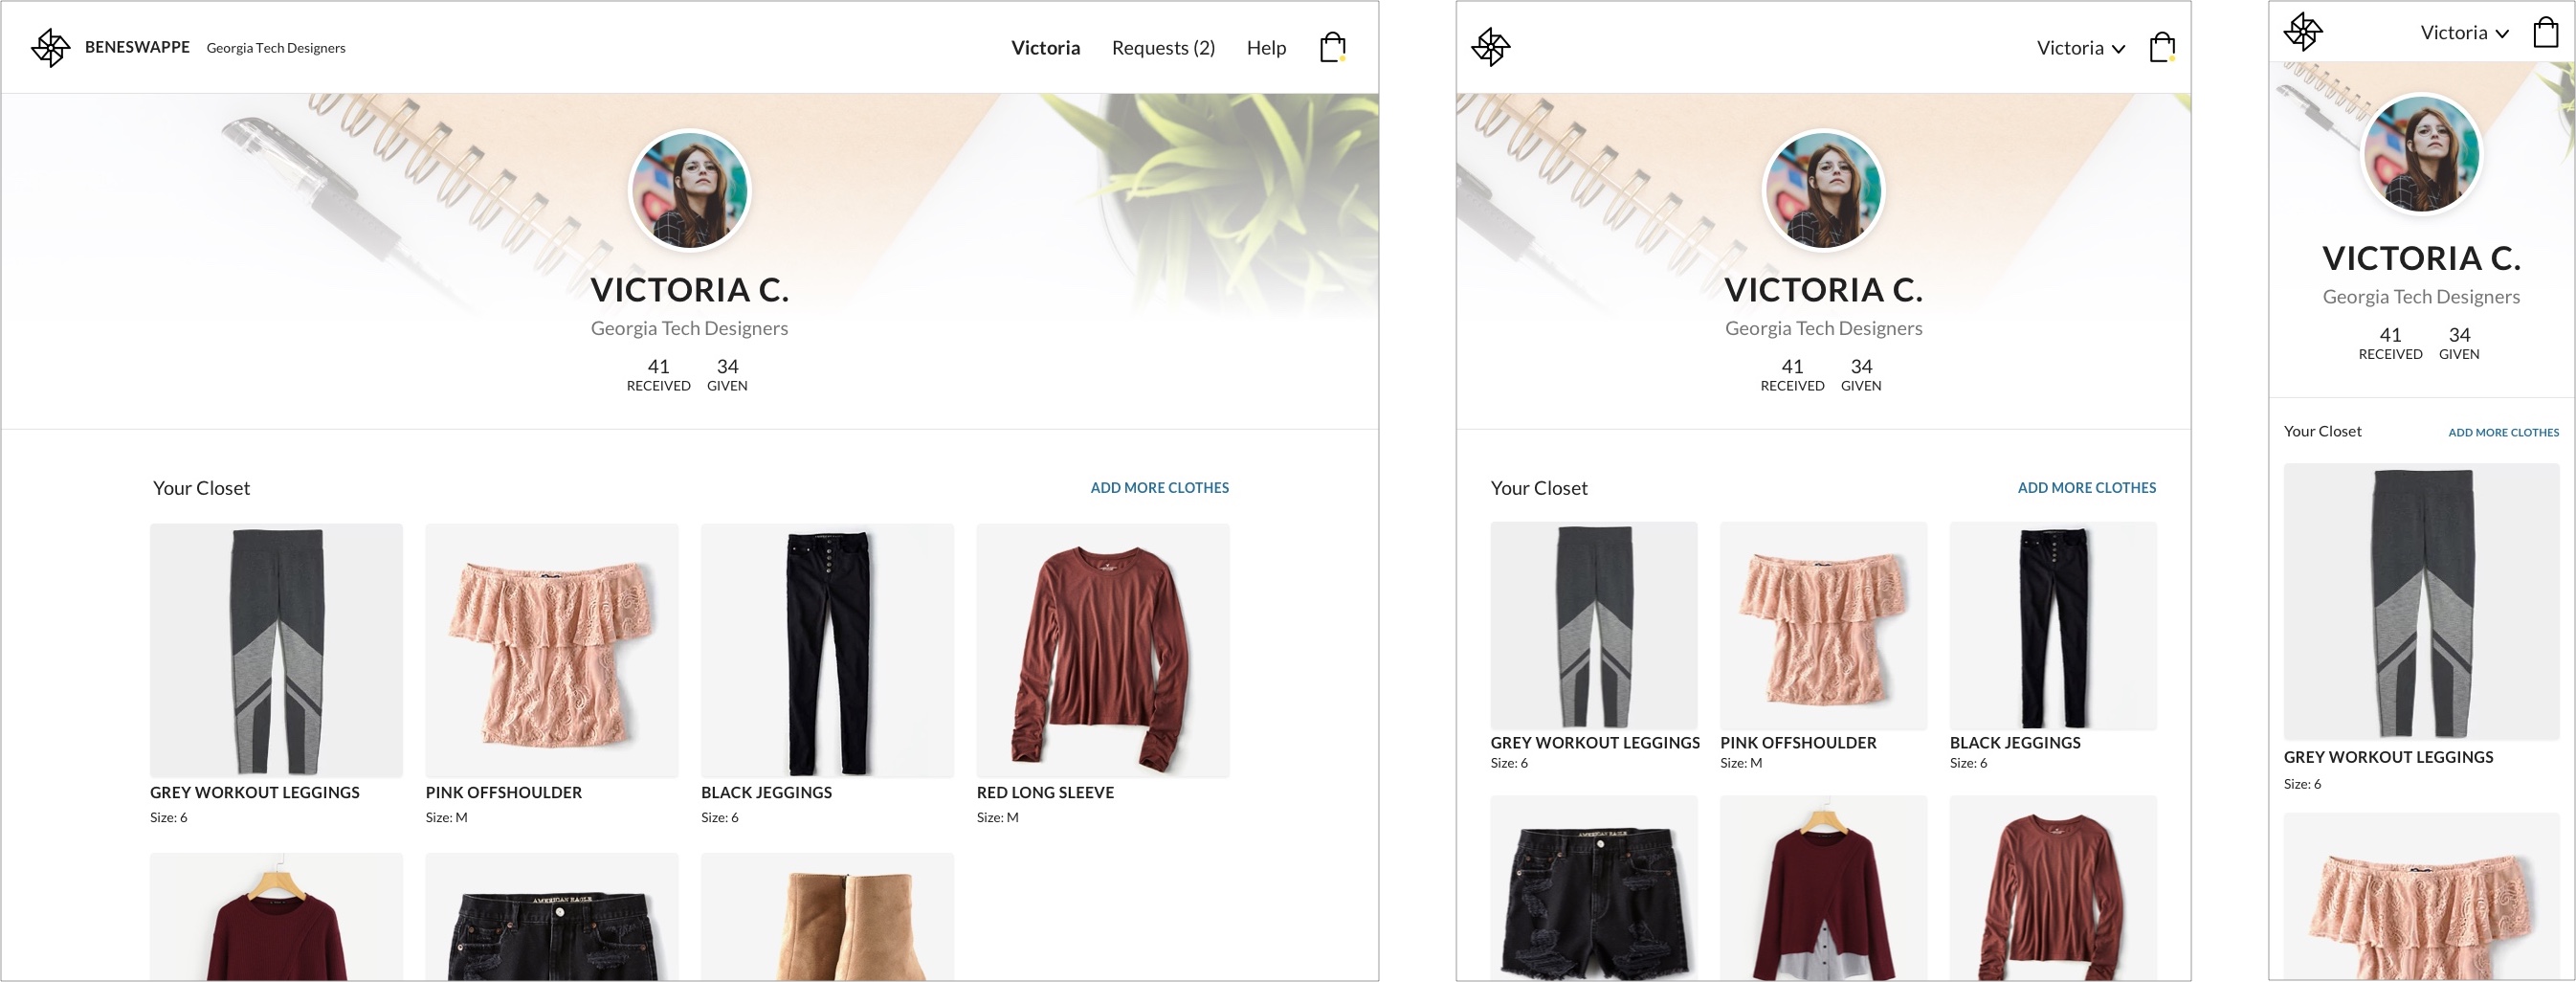 BENESWAPPE Georgia Tech Designers
Victoria Requests (2) Help
VICTORIA C.
Georgia Tech Designers
41 34
RECEIVED GIVEN
Your Closet ADD MORE CLOTHES
GREY WORKOUT LEGGINGS PINK OFFSHOULDER BLACK JEGGINGS RED LONG SLEEVE
Size: 6 Size: M Size: 6 Size: M
AMERICAN EAGLE
Victoria
VICTORIA C.
Georgia Tech Designers
41 34
RECEIVED GIVEN
Your Closet ADD MORE CLOTHES
GREY WORKOUT LEGGINGS PINK OFFSHOULDER BLACK JEGGINGS
Size: 6 Size: M Size: 6
AMERICAN EAGLE
Victoria
VICTORIA C.
Georgia Tech Designers
41 34
RECEIVED GIVEN
Your Closet ADD MORE CLOTHES
GREY WORKOUT LEGGINGS
Size: 6